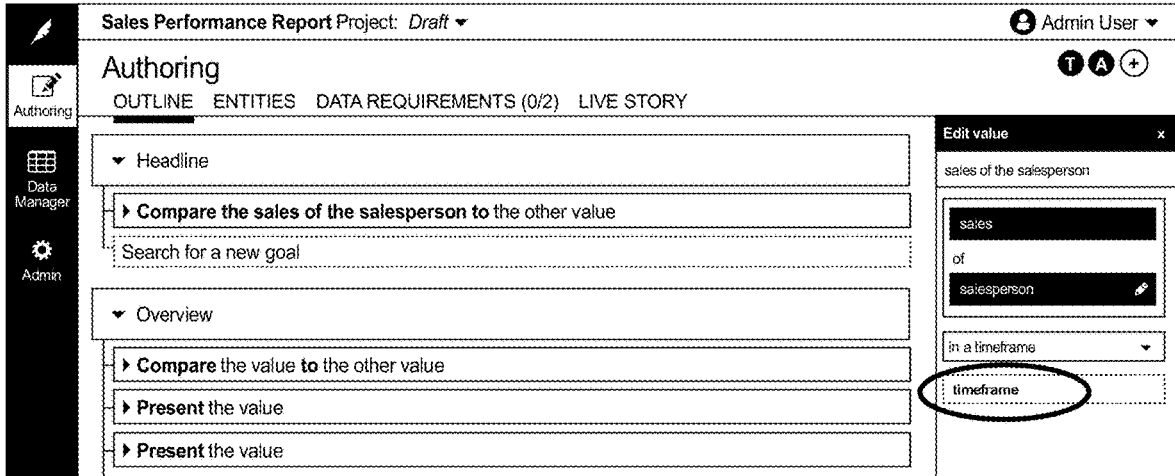 Sales Performance Report Project: Draft
Admin User
Authoring
T A +
OUTLINE ENTITIES DATA REQUIREMENTS (0/2) LIVE STORY
Authoring
Data
Manager
Admin
Headline
Compare the sales of the salesperson to the other value
Search for a new goal
Overview
Compare the value to the other value
Present the value
Present the value
Edit value x
sales of the salesperson
sales
of
salesperson
in a timeframe
timeframe